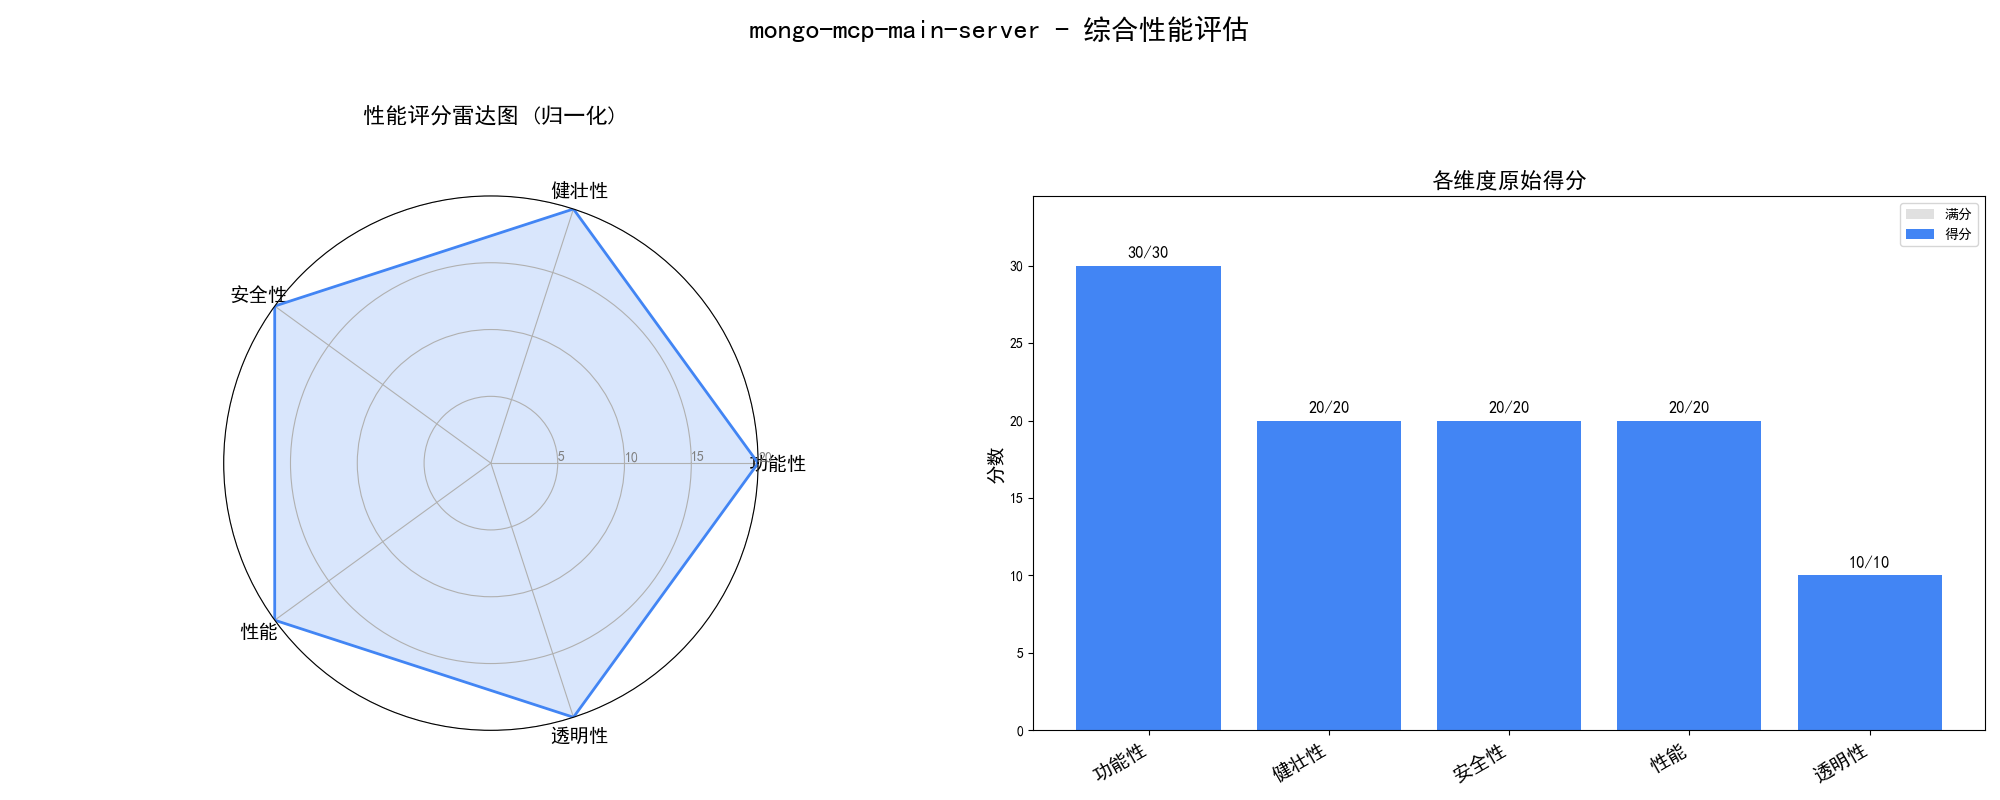 mongo-mcp-main-server - 综合性能评估
性能评分雷达图 (归一化)
健壮性
安全性
5
10
15
20
功能性
性能
透明性
各维度原始得分
满分
得分
30/30
20/20
20/20
20/20
10/10
分数
30
25
20
15
10
5
0
功能性
健壮性
安全性
性能
透明性